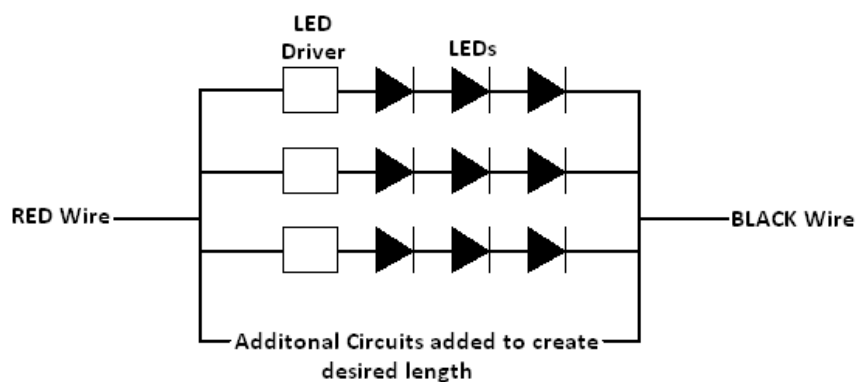 LED
Driver
LEDs
RED Wire
BLACK Wire
Additonal Circuits added to create
desired length